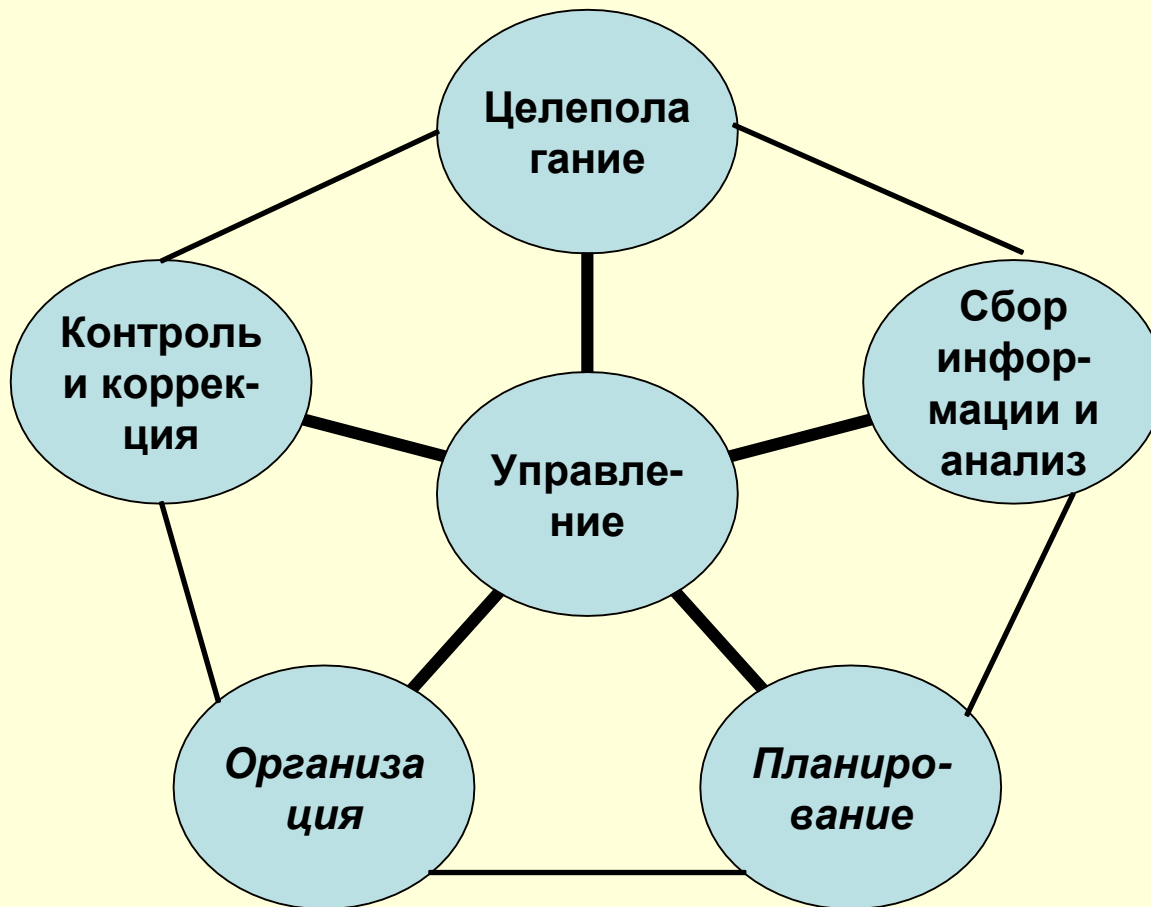 Целепола
гание
Контроль
и коррек-
ция
Сбор
инфор-
мации и
анализ
Управле-
ние
Организа
ция
Планиро-
вание